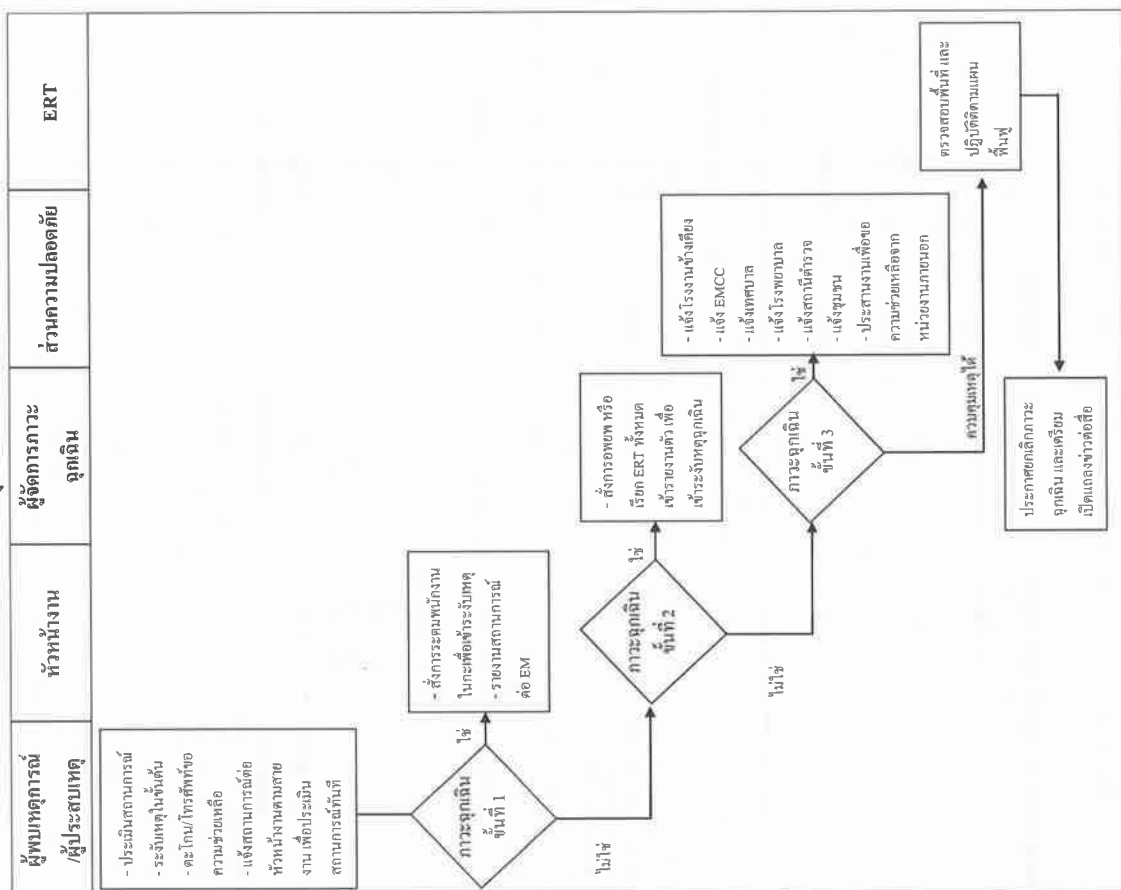 ผู้พบเหตุการณ์
/ผู้ประสบเหตุ
หัวหน้างาน
ผู้จัดการภาวะ
ฉุกเฉิน
ส่วนความปลอดภัย
ERT
- ประเมินสถานการณ์
- ระงับเหตุในขั้นต้น
- ตะโกน/โทรศัพท์ขอ
ความช่วยเหลือ
- แจ้งสถานการณ์ต่อ
หัวหน้างานตามสาย
งาน เพื่อประเมิน
สถานการณ์ทันที
ภาวะฉุกเฉิน
ขั้นที่ 1
ใช่
ไม่ใช่
- สั่งการระดมพนักงาน
ในกะเพื่อเข้าระงับเหตุ
- รายงานสถานการณ์
ต่อ EM
ภาวะฉุกเฉิน
ขั้นที่ 2
ใช่
ไม่ใช่
- สั่งการอพยพ หรือ
เรียก ERT ทั้งหมด
เข้ารายงานตัว เพื่อ
เข้าระงับเหตุฉุกเฉิน
ภาวะฉุกเฉิน
ขั้นที่ 3
ใช่
ควบคุมเหตุได้
- แจ้งโรงงานข้างเคียง
- แจ้ง EMCC
- แจ้งเทศบาล
- แจ้งโรงพยาบาล
- แจ้งสถานีตำรวจ
- แจ้งชุมชน
- ประสานงานเพื่อขอ
ความช่วยเหลือจาก
หน่วยงานภายนอก
ตรวจสอบพื้นที่ และ
ปฏิบัติตามแผน
ฟื้นฟู
ประกาศยกเลิกภาวะ
ฉุกเฉิน และเตรียม
เปิดแถลงข่าวต่อสื่อ